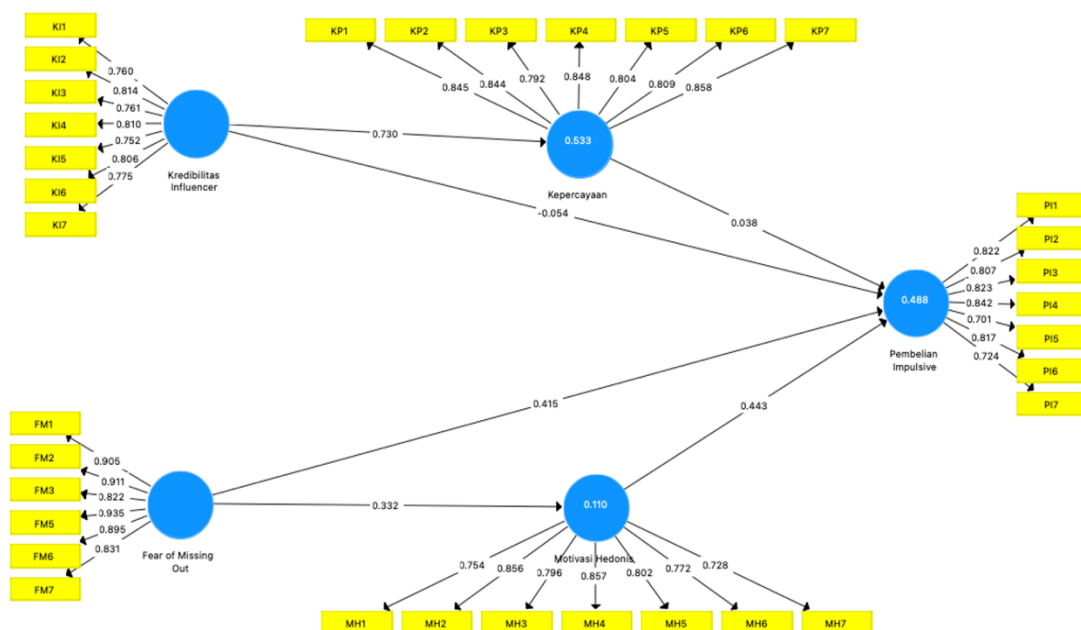 KI1
KI2
KI3
KI4
KI5
KI6
KI7
0.760
0.814
0.761
0.810
0.752
0.806
0.775
Kredibilitas
Influencer
KP1
KP2
KP3
KP4
KP5
KP6
KP7
0.845
0.844
0.792
0.848
0.804
0.809
0.858
0.533
Kepercayaan
0.730
-0.054
0.038
PI1
PI2
PI3
PI4
PI5
PI6
PI7
0.822
0.807
0.823
0.842
0.701
0.817
0.724
0.488
Pembelian
Impulsive
0.415
0.443
FM1
FM2
FM3
FM5
FM6
FM7
0.905
0.911
0.822
0.935
0.895
0.831
Fear of Missing
Out
0.332
0.110
Motivasi Hedonis
0.754
0.856
0.796
0.857
0.802
0.772
0.728
MH1
MH2
MH3
MH4
MH5
MH6
MH7